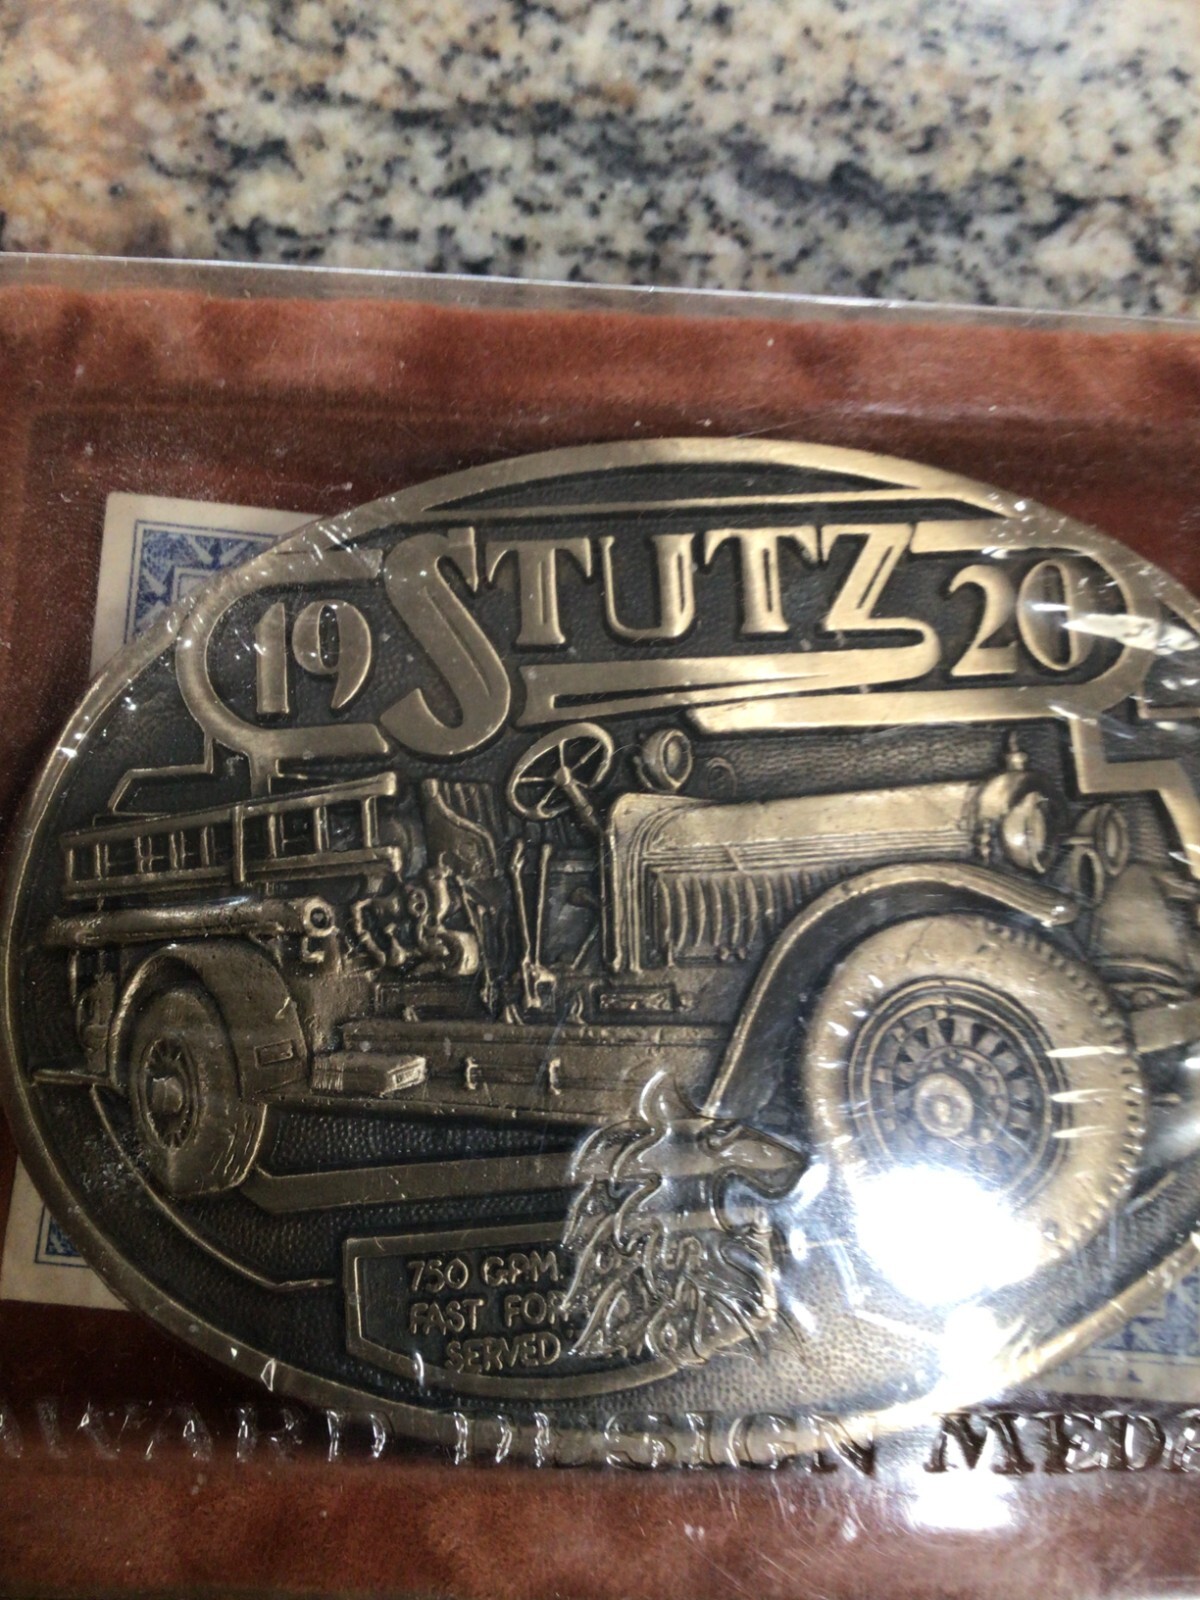 19 STUTZ 20
750 G.P.M.
FAST FOR
SERVED
AWARD DESIGN MEDA
U.S.A.